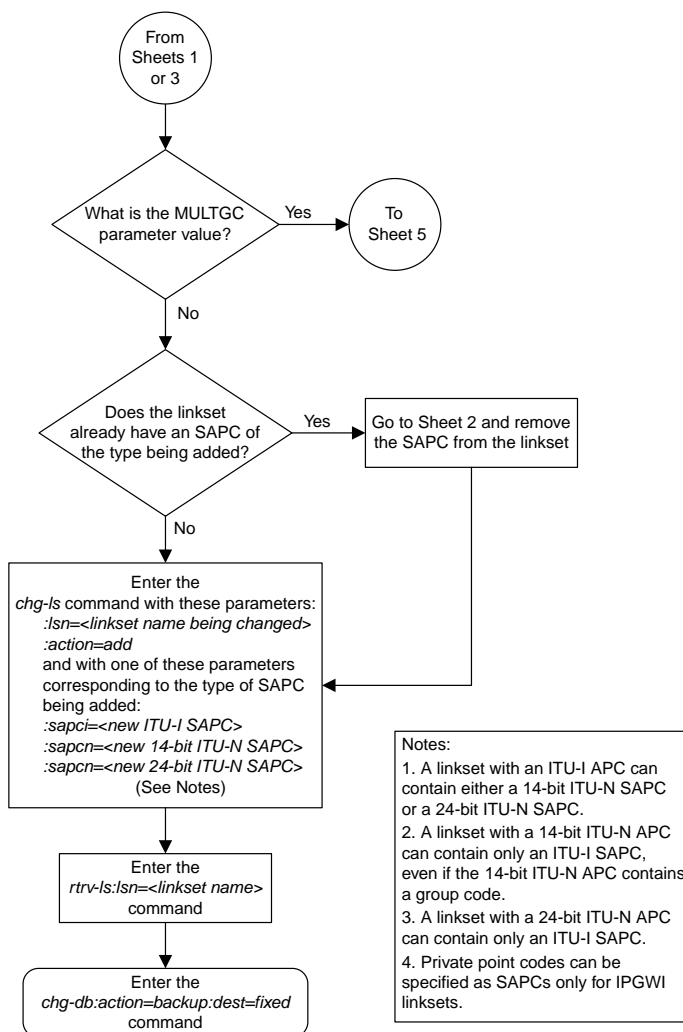 From
Sheets 1
or 3
What is the MULTGC
parameter value?
Yes
To
Sheet 5
No
Does the linkset
already have an SAPC of
the type being added?
Yes
Go to Sheet 2 and remove
the SAPC from the linkset
No
Enter the
chg-ls command with these parameters:
:lsn=<linkset name being changed>
:action=add
and with one of these parameters
corresponding to the type of SAPC
being added:
:sapci=<new ITU-I SAPC>
:sapcn=<new 14-bit ITU-N SAPC>
:sapcn=<new 24-bit ITU-N SAPC>
(See Notes)
Enter the
rtrv-ls:lsn=<linkset name>
command
Enter the
chg-db:action=backup:dest=fixed
command
Notes:
1. A linkset with an ITU-I APC can
contain either a 14-bit ITU-N SAPC
or a 24-bit ITU-N SAPC.
2. A linkset with a 14-bit ITU-N APC
can contain only an ITU-I SAPC,
even if the 14-bit ITU-N APC contains
a group code.
3. A linkset with a 24-bit ITU-N APC
can contain only an ITU-I SAPC.
4. Private point codes can be
specified as SAPCs only for IPGWI
linksets.